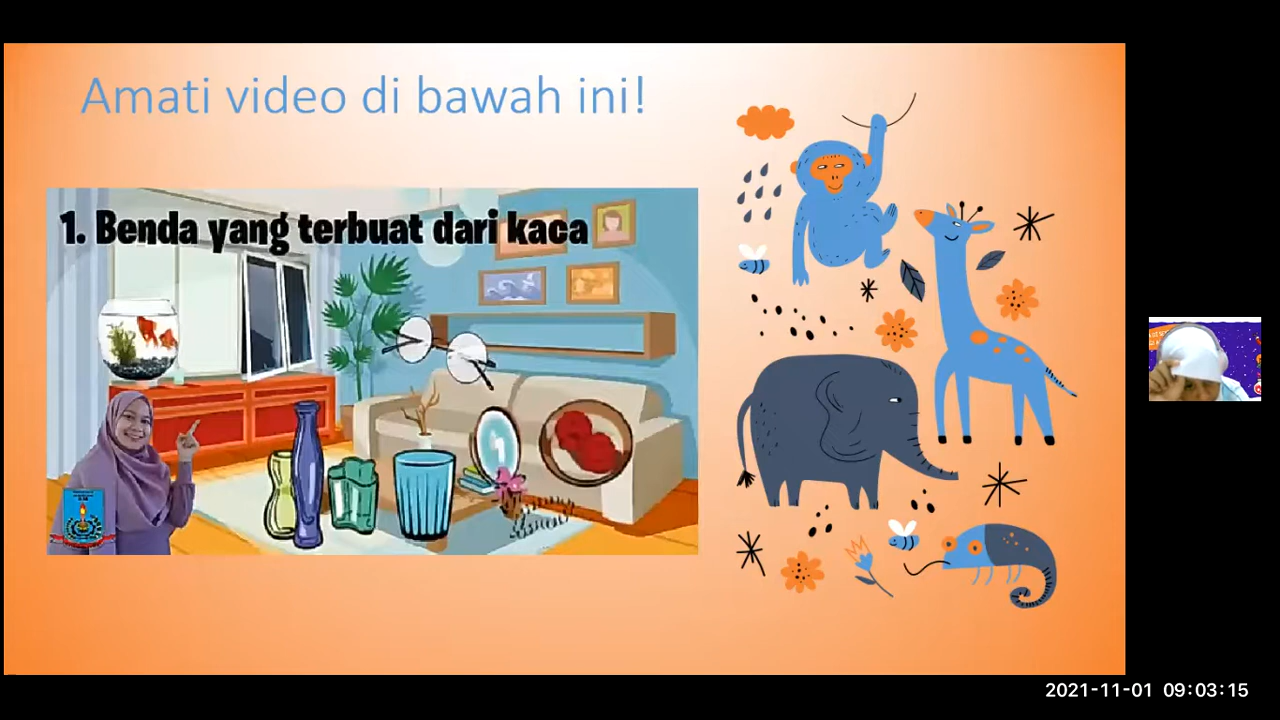 Amati video di bawah ini!
1. Benda yang terbuat dari kaca
2021-11-01 09:03:15